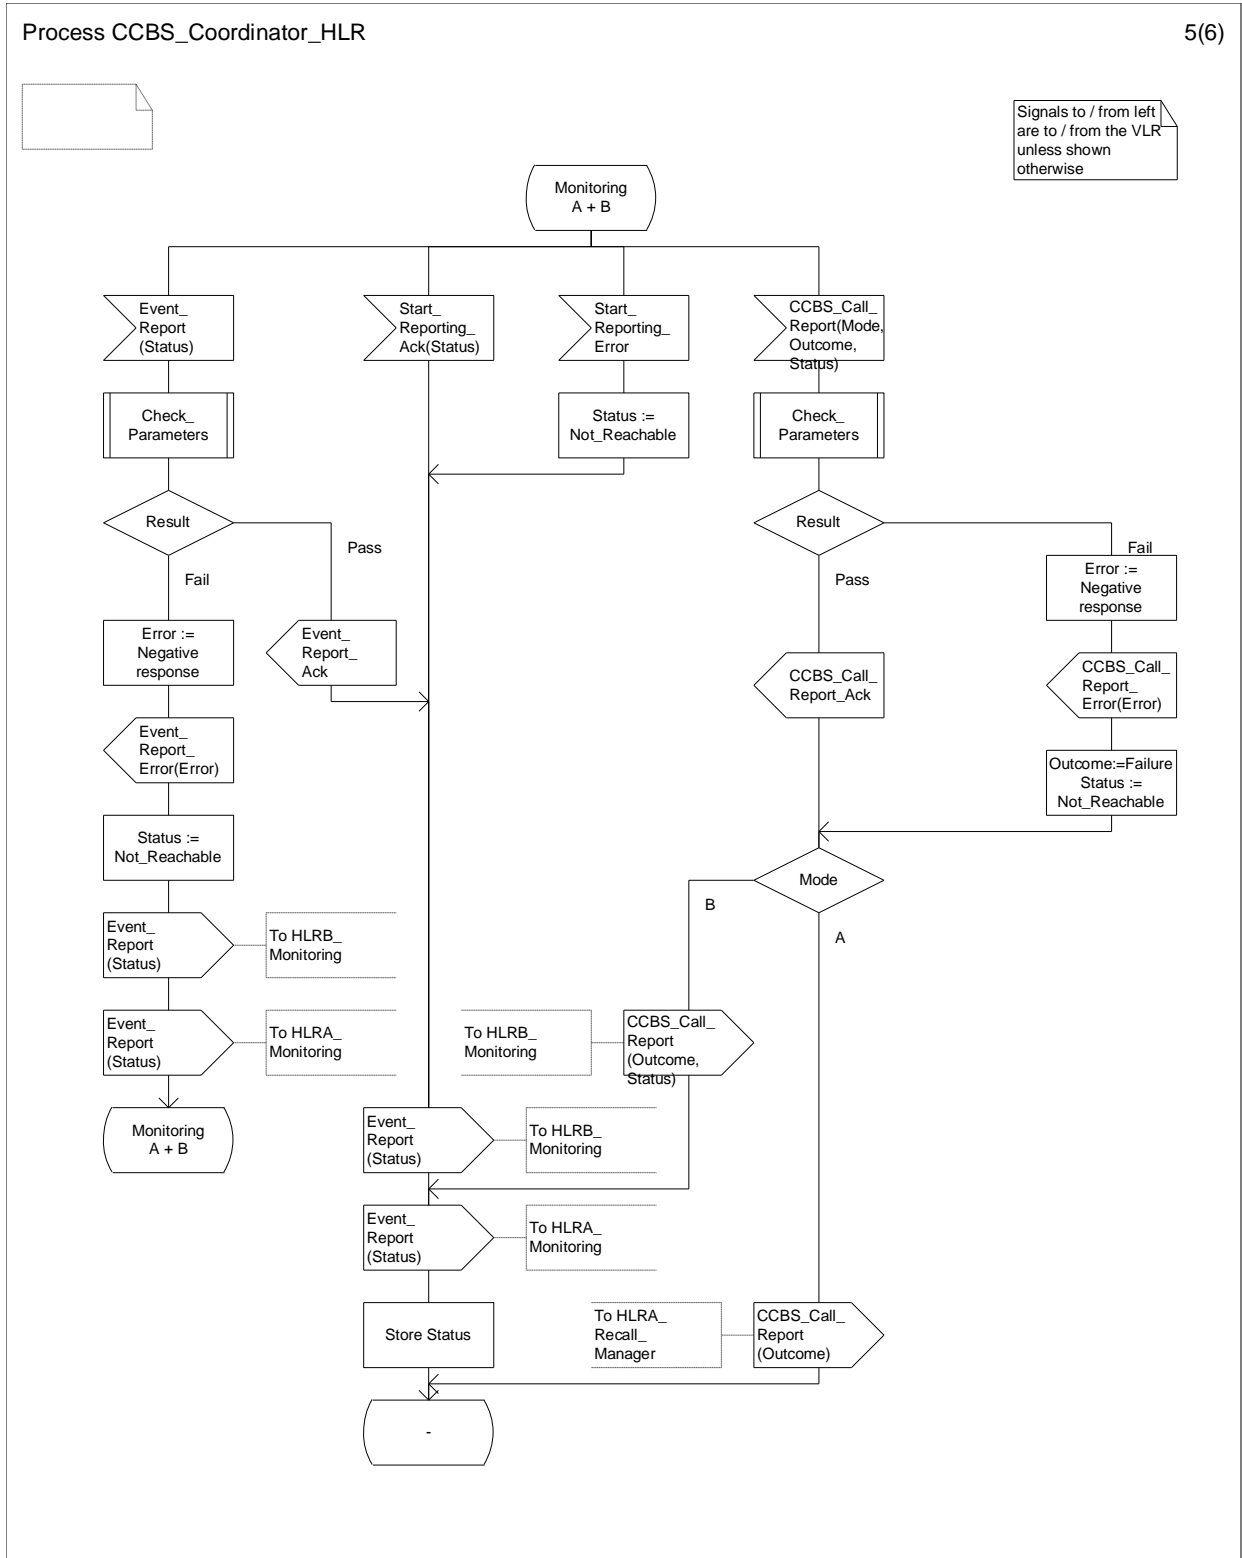 Process CCBS_Coordinator_HLR
5(6)
Signals to / from left
are to / from the VLR
unless shown
otherwise
Monitoring
A + B
Event_
Report
(Status)
Start_
Reporting_
Ack(Status)
Start_
Reporting_
Error
CCBS_Call_
Report(Mode,
Outcome,
Status)
Check_
Parameters
Status :=
Not_Reachable
Check_
Parameters
Result
Pass
Fail
Result
Pass
Fail
Error :=
Negative
response
Error :=
Negative
response
Event_
Report_
Ack
CCBS_Call_
Report_Ack
CCBS_Call_
Report_
Error(Error)
Event_
Report_
Error(Error)
Outcome:=Failure
Status :=
Not_Reachable
Status :=
Not_Reachable
Mode
B
A
Event_
Report
(Status)
To HLRB_
Monitoring
Event_
Report
(Status)
To HLRA_
Monitoring
To HLRB_
Monitoring
CCBS_Call_
Report
(Outcome,
Status)
Monitoring
A + B
Event_
Report
(Status)
To HLRB_
Monitoring
Event_
Report
(Status)
To HLRA_
Monitoring
Store Status
To HLRA_
Recall_
Manager
CCBS_Call_
Report
(Outcome)
-